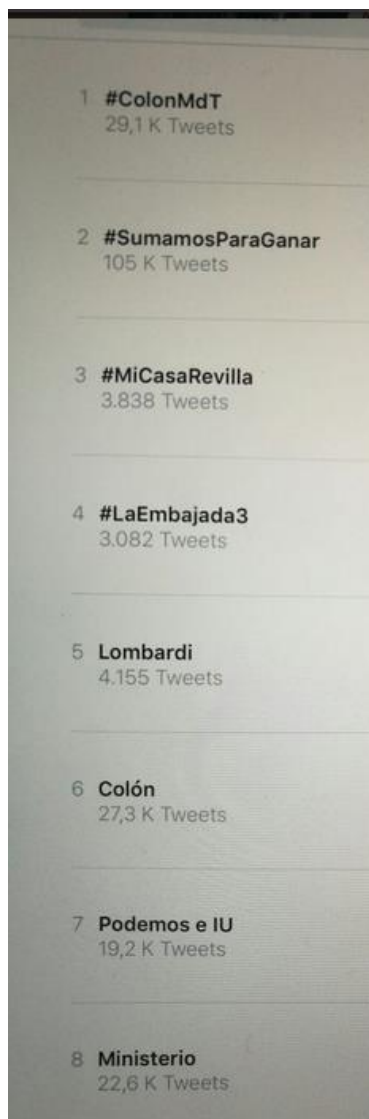 1 #ColonMdT
29,1 K Tweets
2 #SumamosParaGanar
105 K Tweets
3 #MiCasaRevilla
3.838 Tweets
4 #LaEmbajada3
3.082 Tweets
5 Lombardi
4.155 Tweets
6 Colón
27,3 K Tweets
7 Podemos e IU
19,2 K Tweets
8 Ministerio
22,6 K Tweets